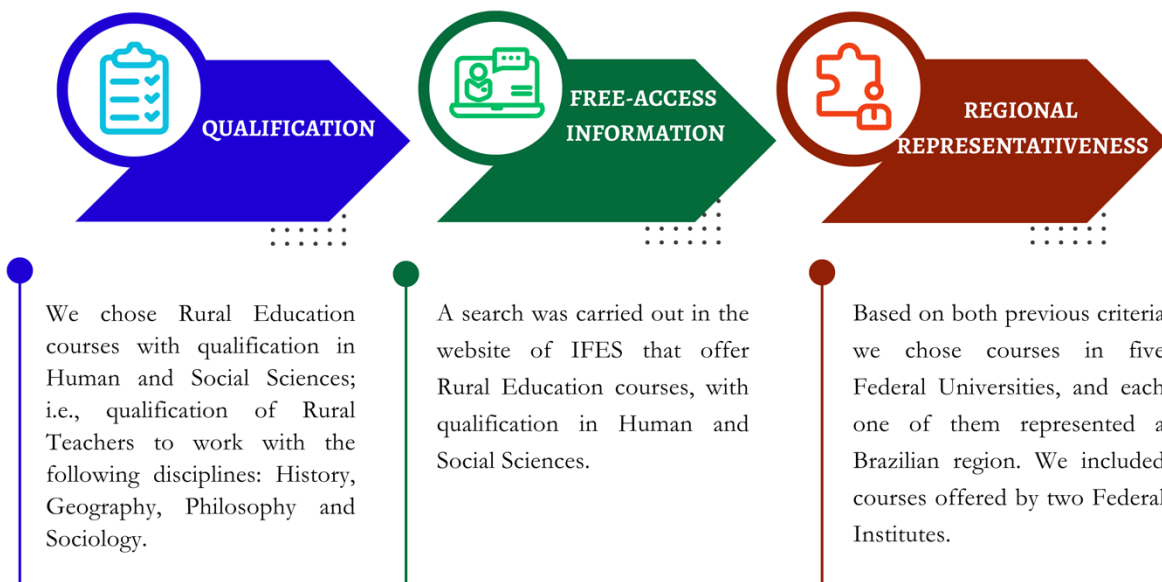 QUALIFICATION
We chose Rural Education
courses with qualification in
Human and Social Sciences;
i.e., qualification of Rural
Teachers to work with the
following disciplines: History,
Geography, Philosophy and
Sociology.
FREE-ACCESS
INFORMATION
A search was carried out in the
website of IFES that offer
Rural Education courses, with
qualification in Human and
Social Sciences.
REGIONAL
REPRESENTATIVENESS
Based on both previous criteria
we chose courses in five
Federal Universities, and each
one of them represented a
Brazilian region. We included
courses offered by two Federal
Institutes.